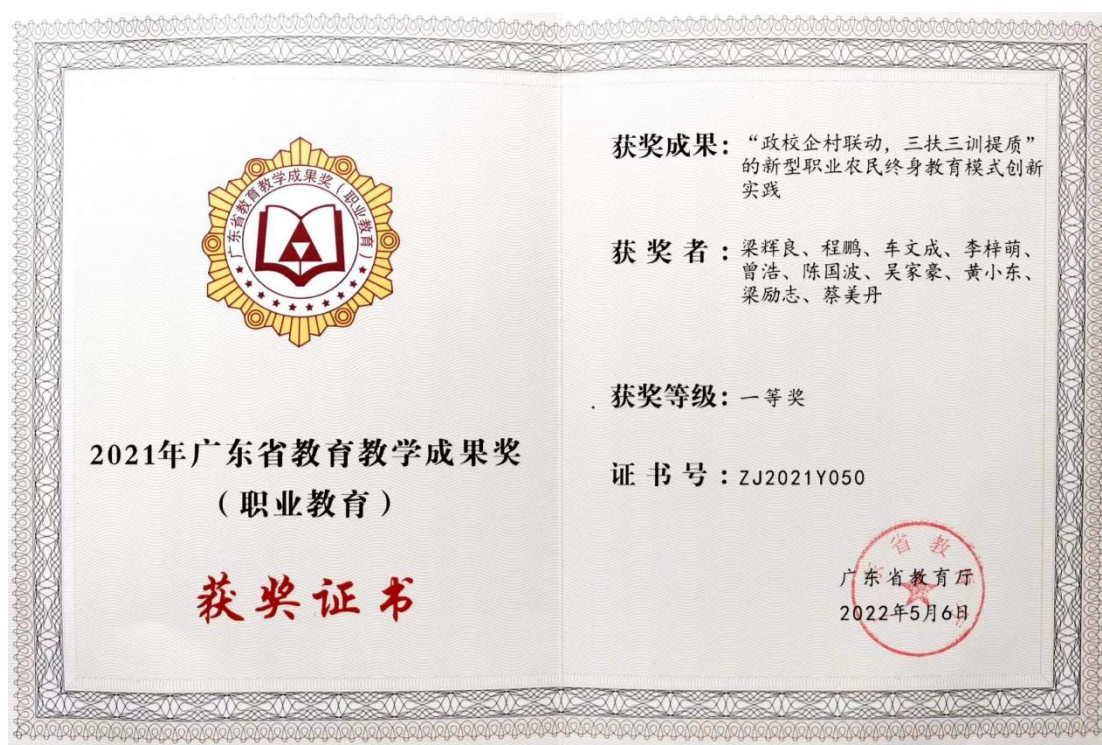 广东省教育教学成果奖（职业教育）
2021年广东省教育教学成果奖
（职业教育）
获奖证书
获奖成果：“政校企村联动，三扶三训提质”
的新型职业农民终身教育模式创新
实践
获奖者：梁辉良、程鹏、车文成、李梓萌、
曾浩、陈国波、吴家豪、黄小东、
梁励志、蔡美丹
获奖等级：一等奖
证书号：ZJ2021Y050
广东省教育厅
2022年5月6日